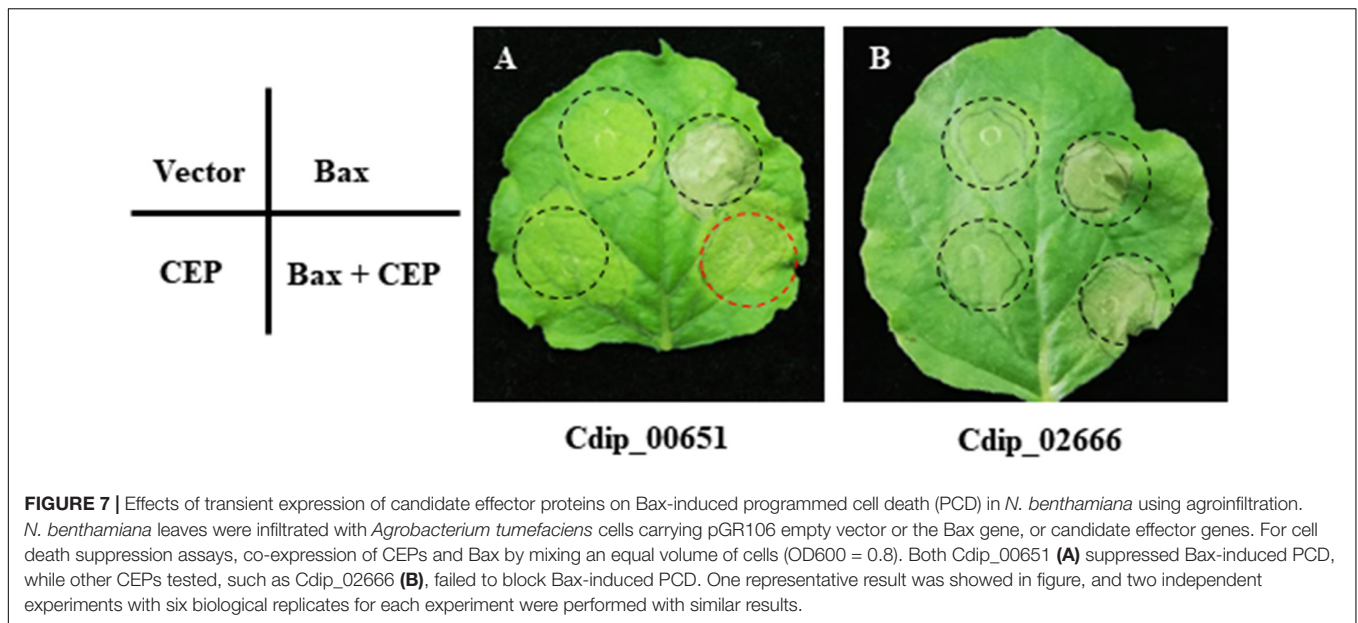 A
B
Vector
Bax
CEP
Bax + CEP
Cdip_00651
Cdip_02666
FIGURE 7 | Effects of transient expression of candidate effector proteins on Bax-induced programmed cell death (PCD) in N. benthamiana using agroinfiltration.
N. benthamiana leaves were infiltrated with Agrobacterium tumefaciens cells carrying pGR106 empty vector or the Bax gene, or candidate effector genes. For cell
death suppression assays, co-expression of CEPs and Bax by mixing an equal volume of cells (OD600 = 0.8). Both Cdip_00651 (A) suppressed Bax-induced PCD,
while other CEPs tested, such as Cdip_02666 (B), failed to block Bax-induced PCD. One representative result was showed in figure, and two independent
experiments with six biological replicates for each experiment were performed with similar results.